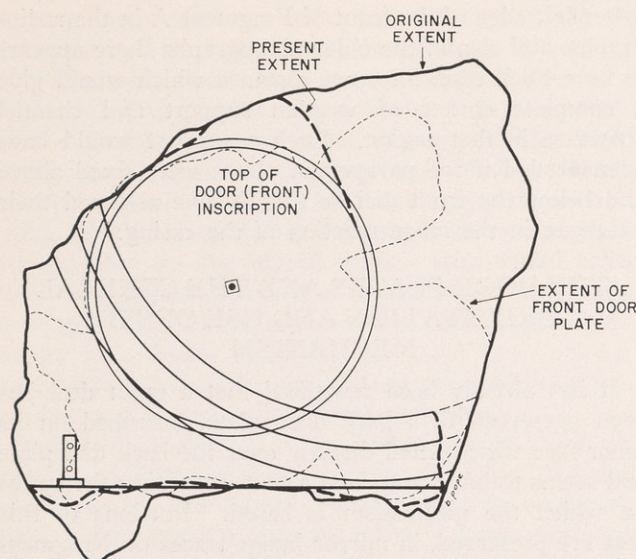 ORIGINAL
EXTENT
PRESENT
EXTENT
TOP OF
DOOR (FRONT)
INSCRIPTION
EXTENT OF
FRONT DOOR
PLATE
B. POPE